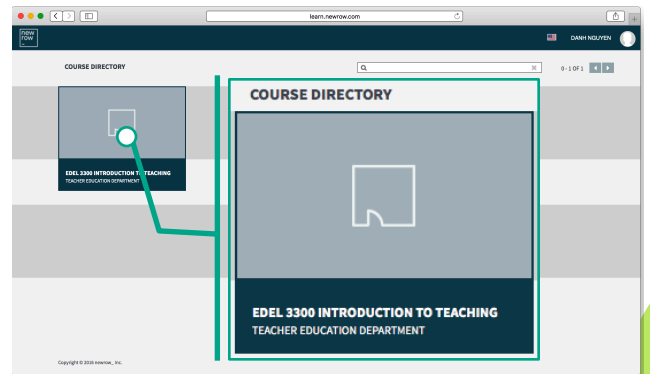 learn.newrow.com
new
row
DANH NGUYEN
COURSE DIRECTORY
0 - 1 OF 1
EDEL 3300 INTRODUCTION TO TEACHING
TEACHER EDUCATION DEPARTMENT
COURSE DIRECTORY
EDEL 3300 INTRODUCTION TO TEACHING
TEACHER EDUCATION DEPARTMENT
Copyright © 2016 newrow_ Inc.